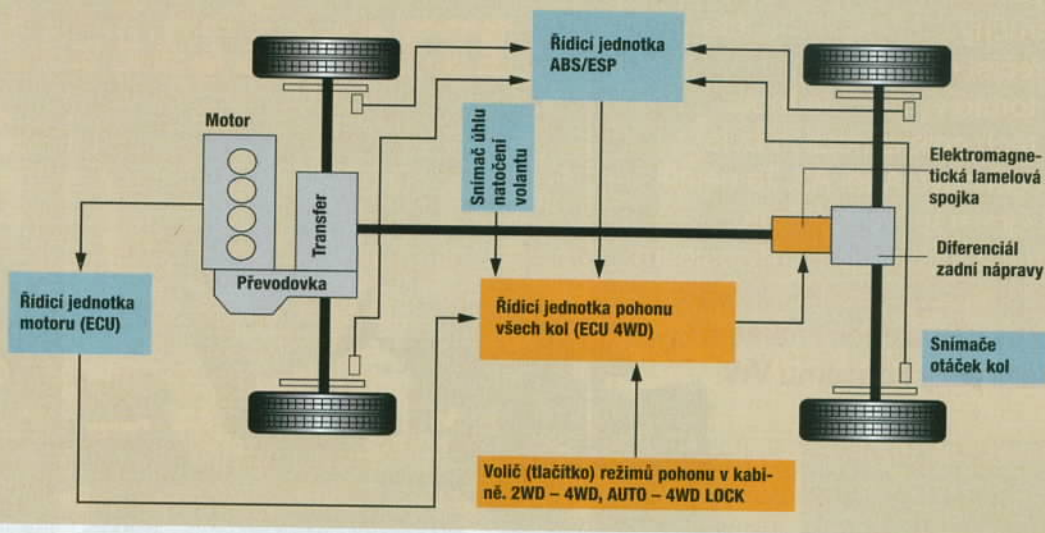 Řídicí jednotka
ABS/ESP
Motor
Snímač úhlu
natočení
volantu
Transfer
Převodovka
Elektromagne-
tická lamelová
spojka
Diferenciál
zadní nápravy
Řídicí jednotka
motoru (ECU)
Řídicí jednotka pohonu
všech kol (ECU 4WD)
Snímače
otáček kol
Volič (tlačítko) režimů pohonu v kabi-
ně. 2WD – 4WD, AUTO – 4WD LOCK